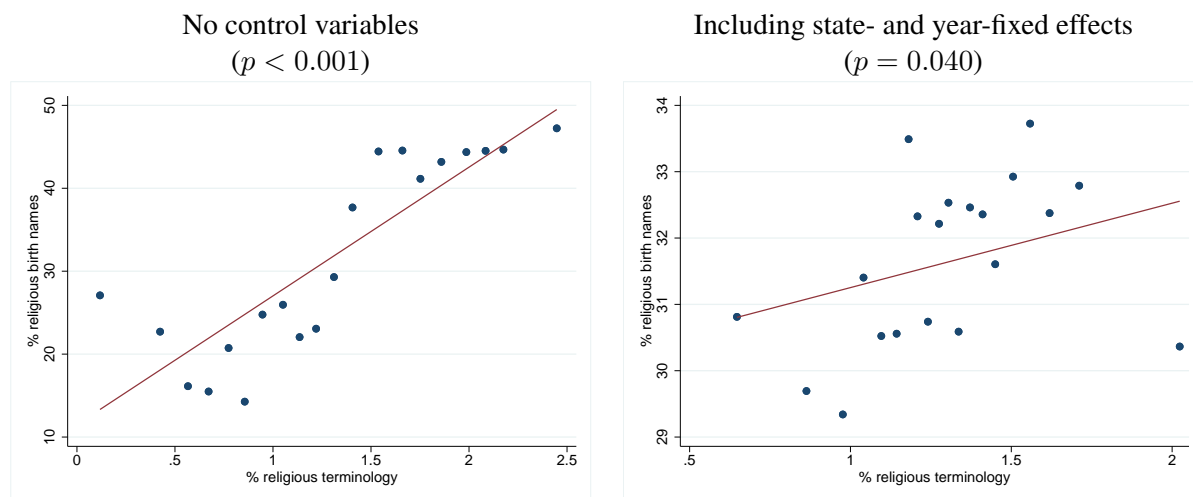 No control variables
(p < 0.001)
50
40
30
20
10
% religious birth names
0 .5 1 1.5 2 2.5
% religious terminology
Including state- and year-fixed effects
(p = 0.040)
34
33
32
31
30
29
% religious birth names
.5 1 1.5 2
% religious terminology